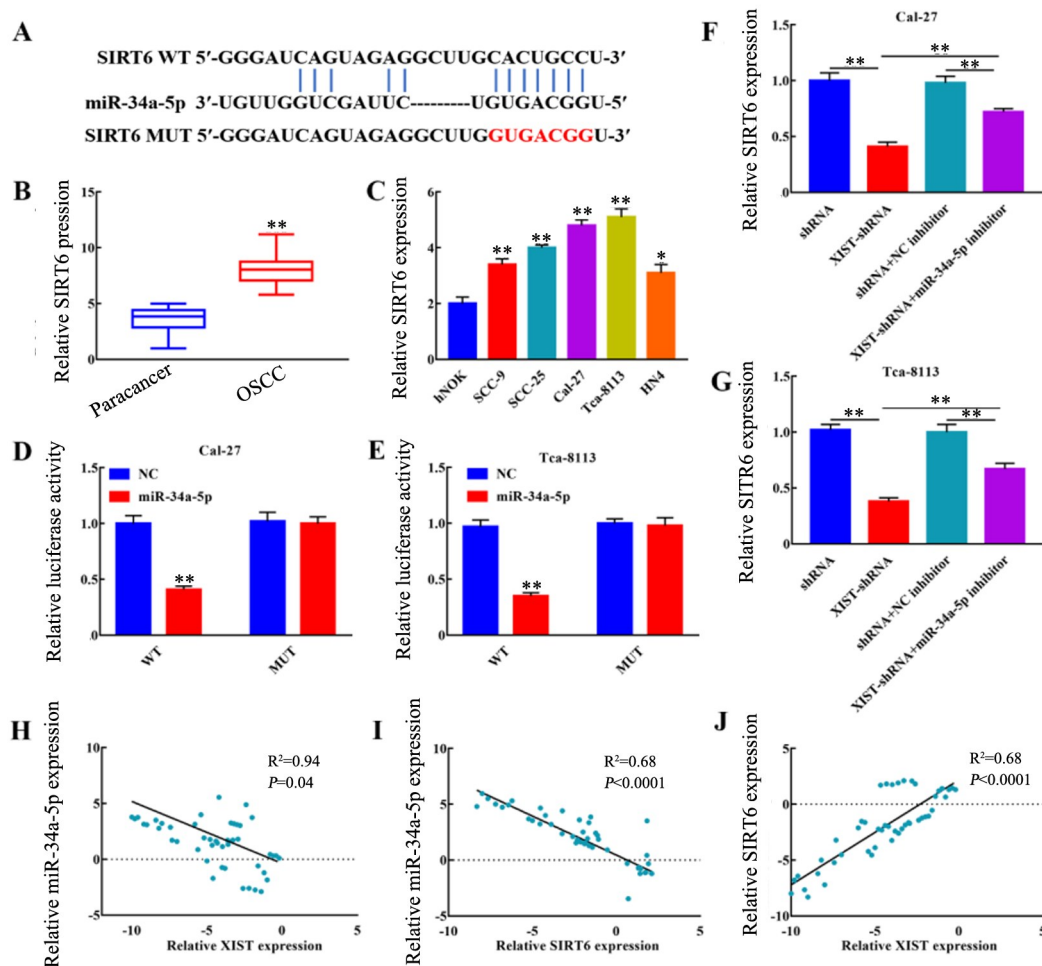 A
SIRT6 WT 5′-GGGAUCAGUAGAGGCUUGCACUGCCU-3′
miR-34a-5p 3′-UGUUGGUCGAUUC---------UGUGACGGU-5′
SIRT6 MUT 5′-GGGAUCAGUAGAGGCUUGGUGACGGU-3′
B
Relative SIRT6 pression
15
10
5
0
**
Paracancer
OSCC
C
Relative SIRT6 expression
6
4
2
0
**
**
**
**
*
hNOK
SCC-9
SCC-25
Cal-27
Tca-8113
HN4
D
Cal-27
Relative luciferase activity
1.5
1.0
0.5
0.0
NC
miR-34a-5p
**
WT
MUT
E
Tca-8113
Relative luciferase activity
1.5
1.0
0.5
0.0
NC
miR-34a-5p
**
WT
MUT
F
Cal-27
Relative SIRT6 expression
1.5
1.0
0.5
0.0
**
**
**
shRNA
XIST-shRNA
shRNA+NC inhibitor
XIST-shRNA+miR-34a-5p inhibitor
G
Tca-8113
Relative SITR6 expression
1.5
1.0
0.5
0.0
**
**
**
shRNA
XIST-shRNA
shRNA+NC inhibitor
XIST-shRNA+miR-34a-5p inhibitor
H
Relative miR-34a-5p expression
10
5
0
-5
R²=0.94
P=0.04
-10
-5
0
5
Relative XIST expression
I
Relative miR-34a-5p expression
10
5
0
-5
R²=0.68
P<0.0001
-10
-5
0
5
Relative SIRT6 expression
J
Relative SIRT6 expression
5
0
-5
-10
R²=0.68
P<0.0001
-10
-5
0
5
Relative XIST expression